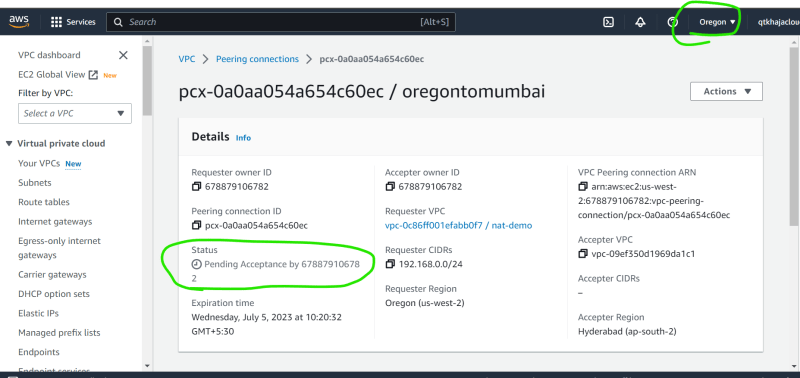 aws
Services
Search
[Alt+S]
Oregon
qtkhajaclou
VPC dashboard
EC2 Global View New
Filter by VPC:
Select a VPC
Virtual private cloud
Your VPCs New
Subnets
Route tables
Internet gateways
Egress-only internet
gateways
Carrier gateways
DHCP option sets
Elastic IPs
Managed prefix lists
Endpoints
Endpoint services
VPC > Peering connections > pcx-0a0aa054a654c60ec
pcx-0a0aa054a654c60ec / oregontomumbai
Actions
Details Info
Requester owner ID
678879106782
Peering connection ID
pcx-0a0aa054a654c60ec
Status
Pending Acceptance by 67887910678
2
Expiration time
Wednesday, July 5, 2023 at 10:20:32
GMT+5:30
Accepter owner ID
678879106782
Requester VPC
vpc-0c86ff001efabb0f7 / nat-demo
Requester CIDRs
192.168.0.0/24
Requester Region
Oregon (us-west-2)
VPC Peering connection ARN
arn:aws:ec2:us-west-
2:678879106782:vpc-peering-
connection/pcx-0a0aa054a654c60ec
Accepter VPC
vpc-09ef350d1969da1c1
Accepter CIDRs
–
Accepter Region
Hyderabad (ap-south-2)